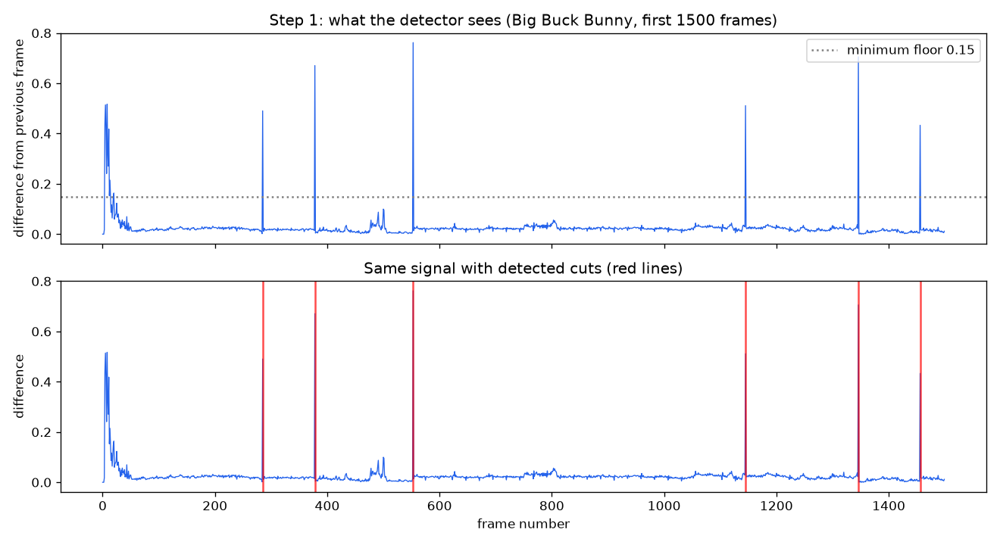 Step 1: what the detector sees (Big Buck Bunny, first 1500 frames)
difference from previous frame
0.8
0.6
0.4
0.2
0.0
minimum floor 0.15
Same signal with detected cuts (red lines)
difference
0.8
0.6
0.4
0.2
0.0
0 200 400 600 800 1000 1200 1400
frame number